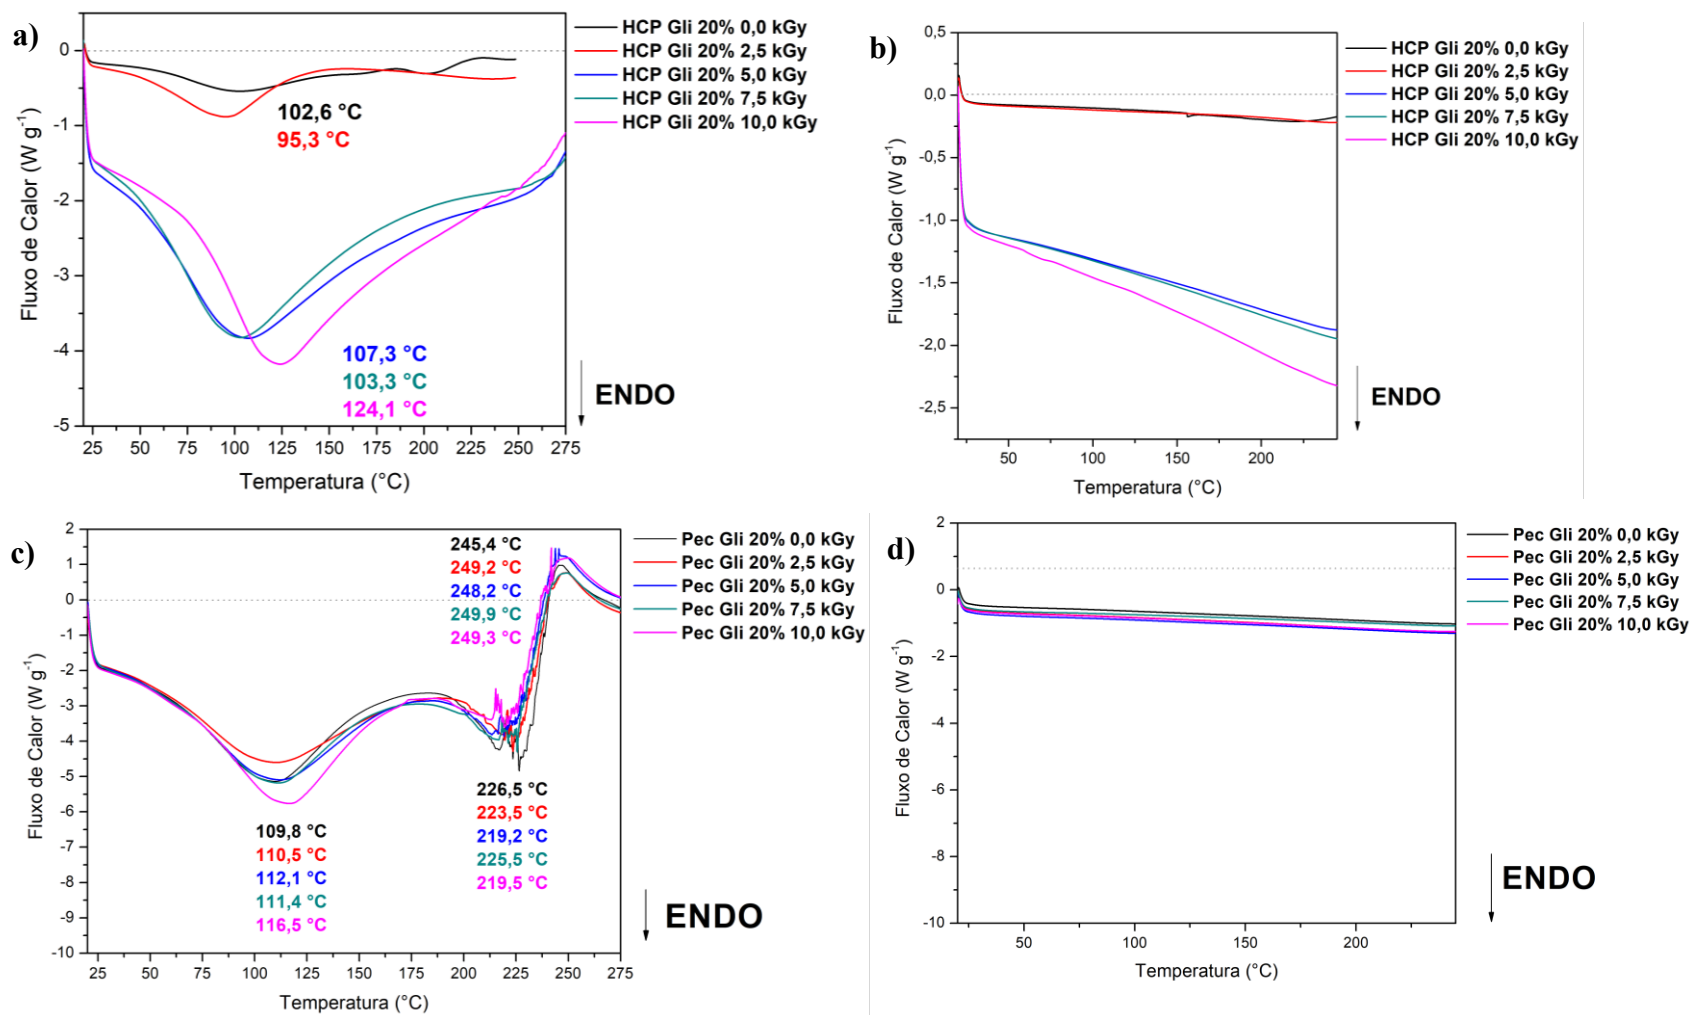 a)
HCP Gli 20% 0,0 kGy
HCP Gli 20% 2,5 kGy
HCP Gli 20% 5,0 kGy
HCP Gli 20% 7,5 kGy
HCP Gli 20% 10,0 kGy
0
-1
-2
-3
-4
-5
Fluxo de Calor (W g⁻¹)
102,6 °C
95,3 °C
107,3 °C
103,3 °C
124,1 °C
ENDO
25 50 75 100 125 150 175 200 225 250 275
Temperatura (°C)
b)
HCP Gli 20% 0,0 kGy
HCP Gli 20% 2,5 kGy
HCP Gli 20% 5,0 kGy
HCP Gli 20% 7,5 kGy
HCP Gli 20% 10,0 kGy
0,5
0,0
-0,5
-1,0
-1,5
-2,0
-2,5
Fluxo de Calor (W g⁻¹)
ENDO
50 100 150 200
Temperatura (°C)
c)
Pec Gli 20% 0,0 kGy
Pec Gli 20% 2,5 kGy
Pec Gli 20% 5,0 kGy
Pec Gli 20% 7,5 kGy
Pec Gli 20% 10,0 kGy
2
1
0
-1
-2
-3
-4
-5
-6
-7
-8
-9
-10
Fluxo de Calor (W g⁻¹)
245,4 °C
249,2 °C
248,2 °C
249,9 °C
249,3 °C
226,5 °C
223,5 °C
219,2 °C
225,5 °C
219,5 °C
109,8 °C
110,5 °C
112,1 °C
111,4 °C
116,5 °C
ENDO
25 50 75 100 125 150 175 200 225 250 275
Temperatura (°C)
d)
Pec Gli 20% 0,0 kGy
Pec Gli 20% 2,5 kGy
Pec Gli 20% 5,0 kGy
Pec Gli 20% 7,5 kGy
Pec Gli 20% 10,0 kGy
2
0
-2
-4
-6
-8
-10
Fluxo de Calor (W g⁻¹)
ENDO
50 100 150 200
Temperatura (°C)